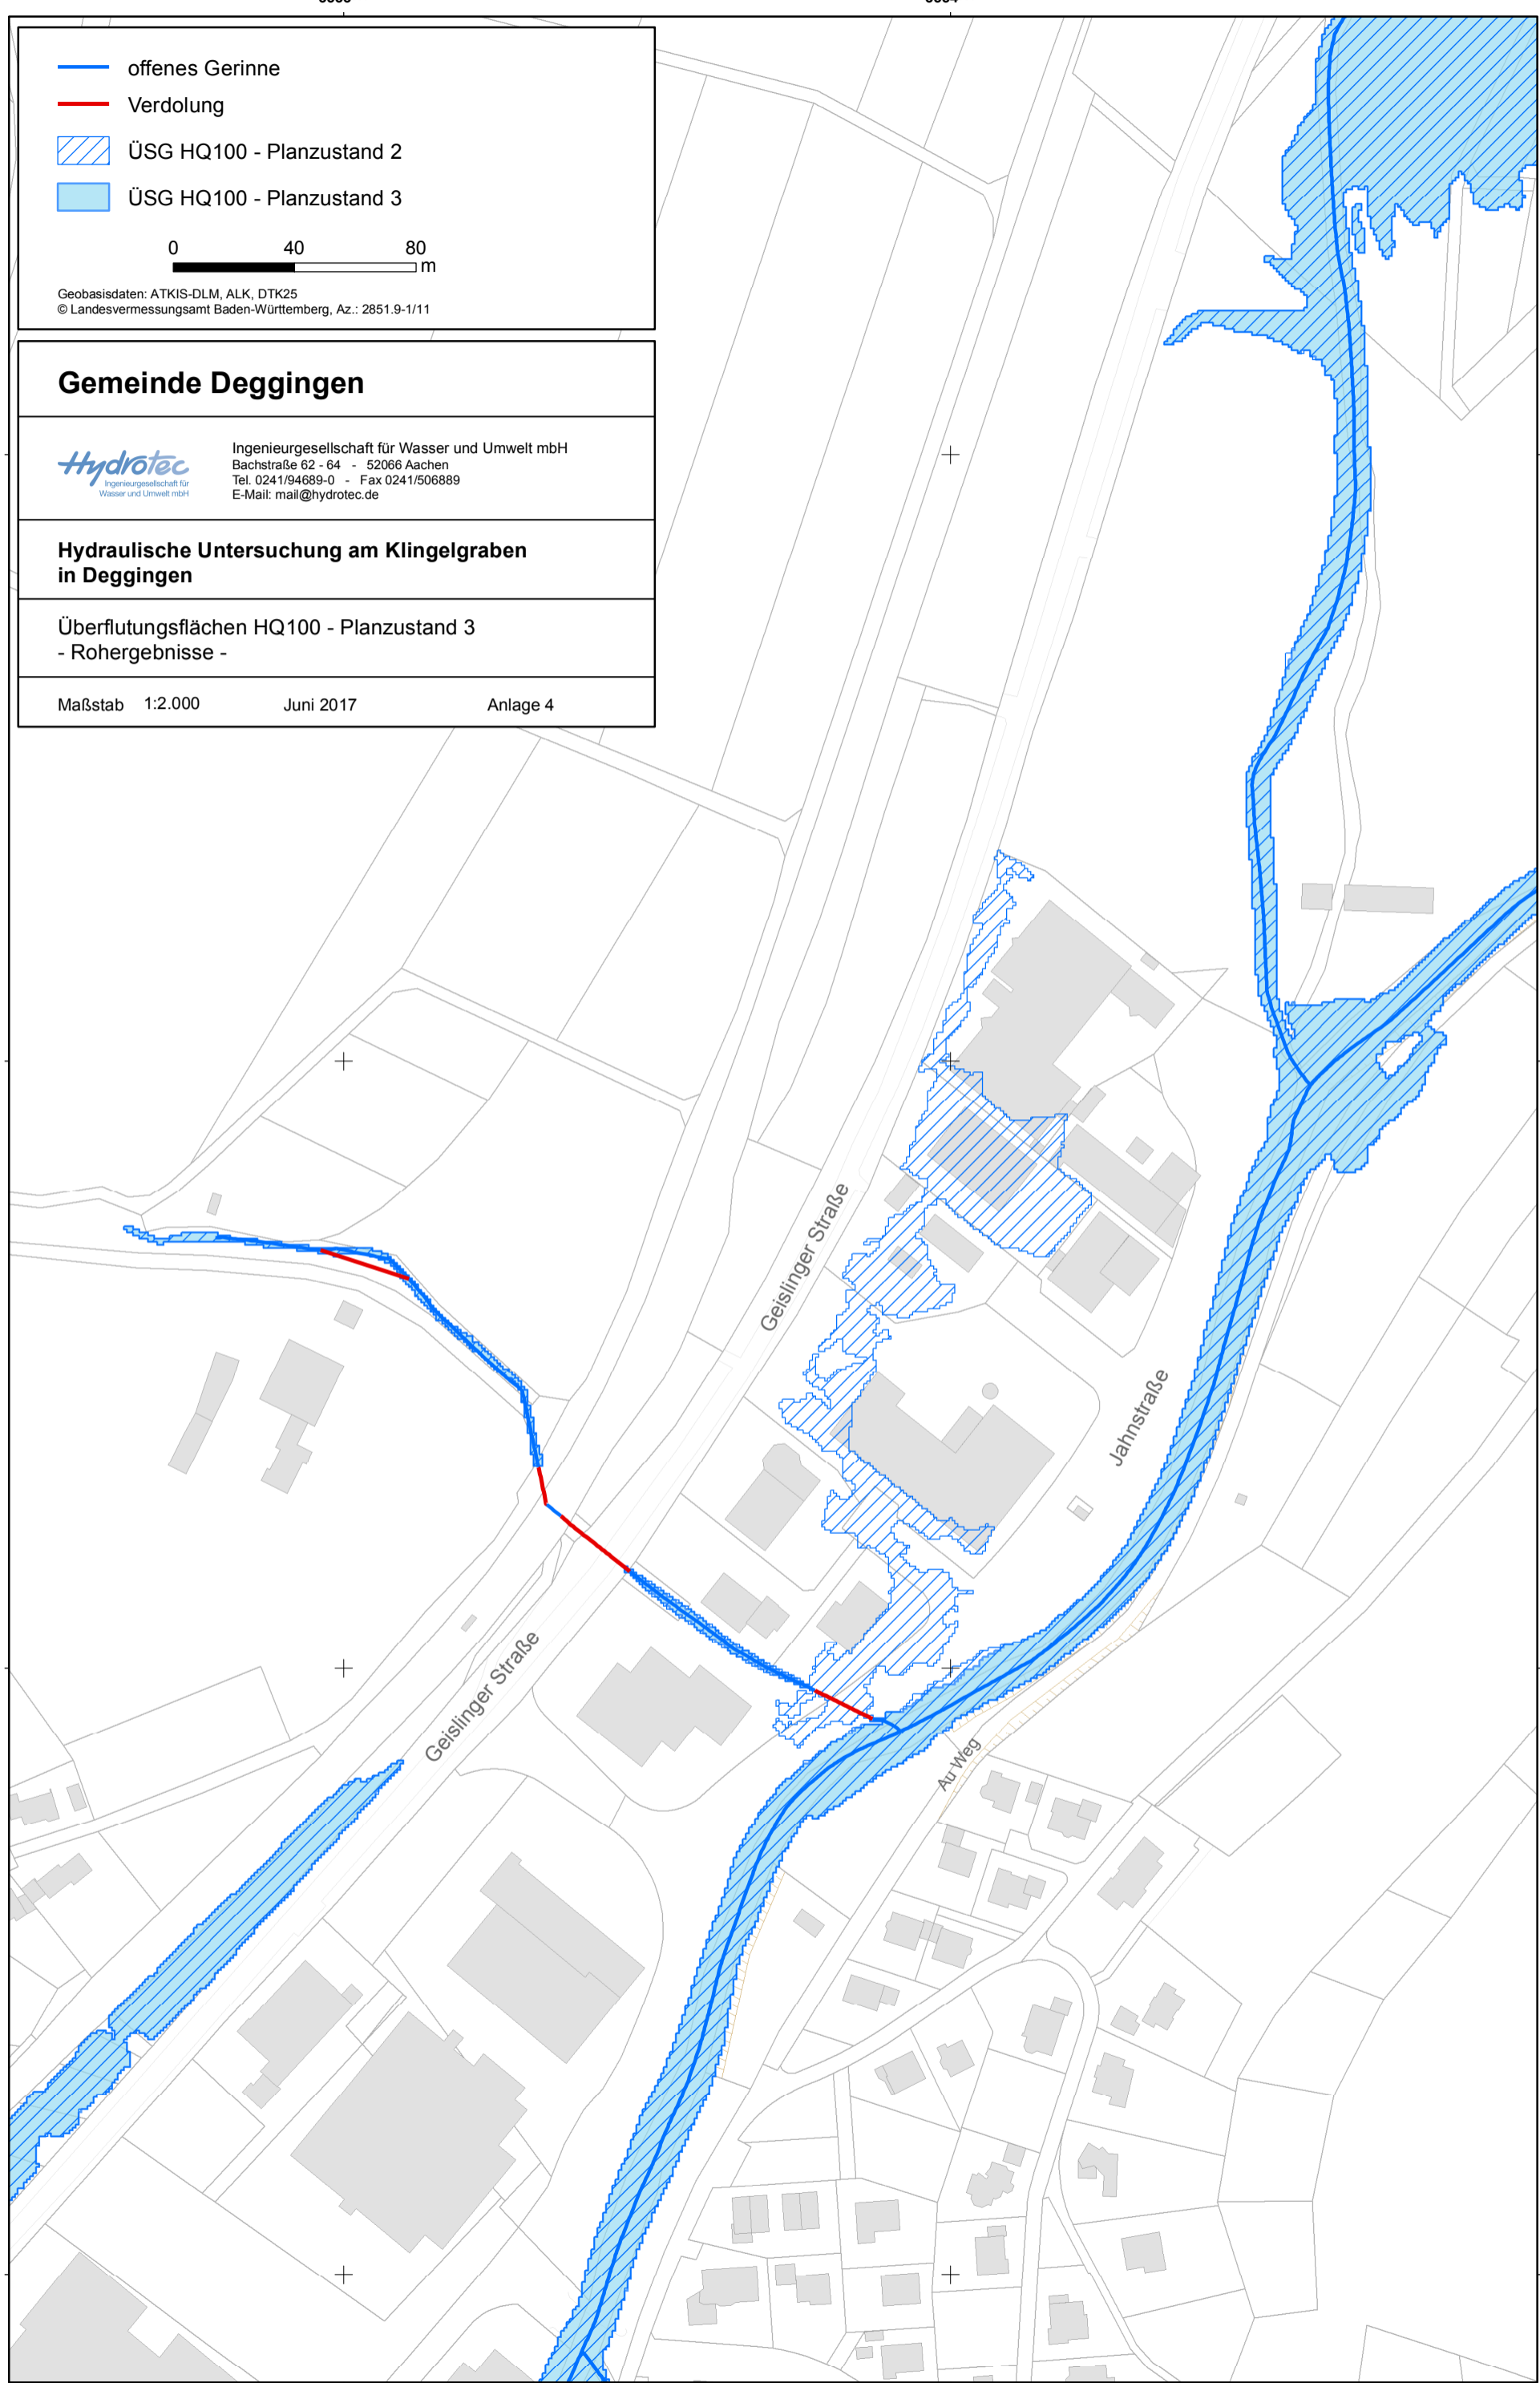 offenes Gerinne
Verdolung
ÜSG HQ100 - Planzustand 2
ÜSG HQ100 - Planzustand 3
0 40 80
m
Geobasisdaten: ATKIS-DLM, ALK, DTK25
© Landesvermessungsamt Baden-Württemberg, Az.: 2851.9-1/11
Gemeinde Deggingen
Hydrotec
Ingenieurgesellschaft für
Wasser und Umwelt mbH
Ingenieurgesellschaft für Wasser und Umwelt mbH
Bachstraße 62 - 64 - 52066 Aachen
Tel. 0241/94689-0 - Fax 0241/506889
E-Mail: mail@hydrotec.de
Hydraulische Untersuchung am Klingelgraben
in Deggingen
Überflutungsflächen HQ100 - Planzustand 3
- Rohergebnisse -
Maßstab 1:2.000 Juni 2017 Anlage 4
Geislinger Straße
Jahnstraße
Geislinger Straße
Au Weg